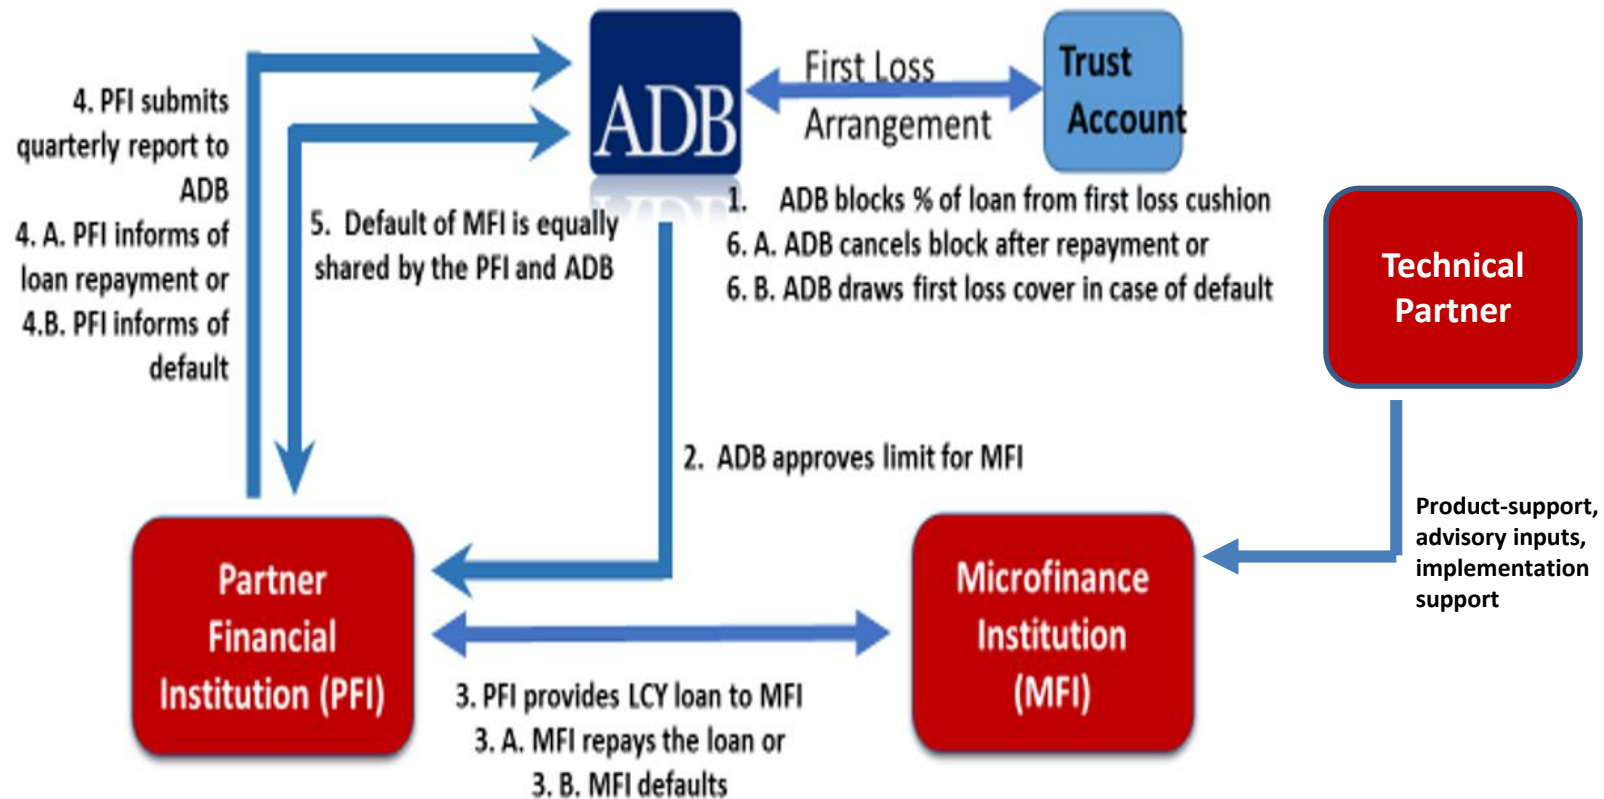 4. PFI submits
quarterly report to
ADB
4. A. PFI informs of
loan repayment or
4.B. PFI informs of
default
5. Default of MFI is equally
shared by the PFI and ADB
ADB
First Loss
Arrangement
Trust
Account
1. ADB blocks % of loan from first loss cushion
6. A. ADB cancels block after repayment or
6. B. ADB draws first loss cover in case of default
Technical
Partner
2. ADB approves limit for MFI
Product-support,
advisory inputs,
implementation
support
Partner
Financial
Institution (PFI)
Microfinance
Institution
(MFI)
3. PFI provides LCY loan to MFI
3. A. MFI repays the loan or
3. B. MFI defaults